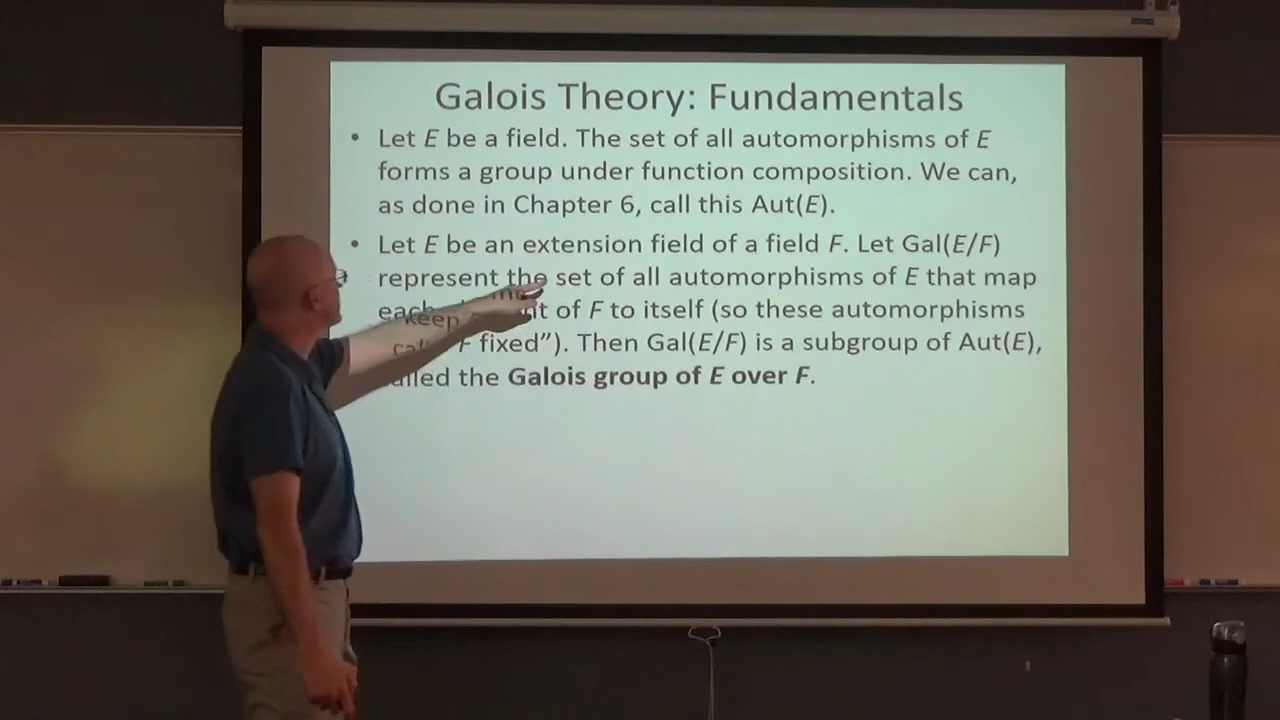 Galois Theory: Fundamentals
• Let E be a field. The set of all automorphisms of E
forms a group under function composition. We can,
as done in Chapter 6, call this Aut(E).
• Let E be an extension field of a field F. Let Gal(E/F)
represent the set of all automorphisms of E that map
of F to itself (so these automorphisms
keep F fixed”). Then Gal(E/F) is a subgroup of Aut(E),
the Galois group of E over F.